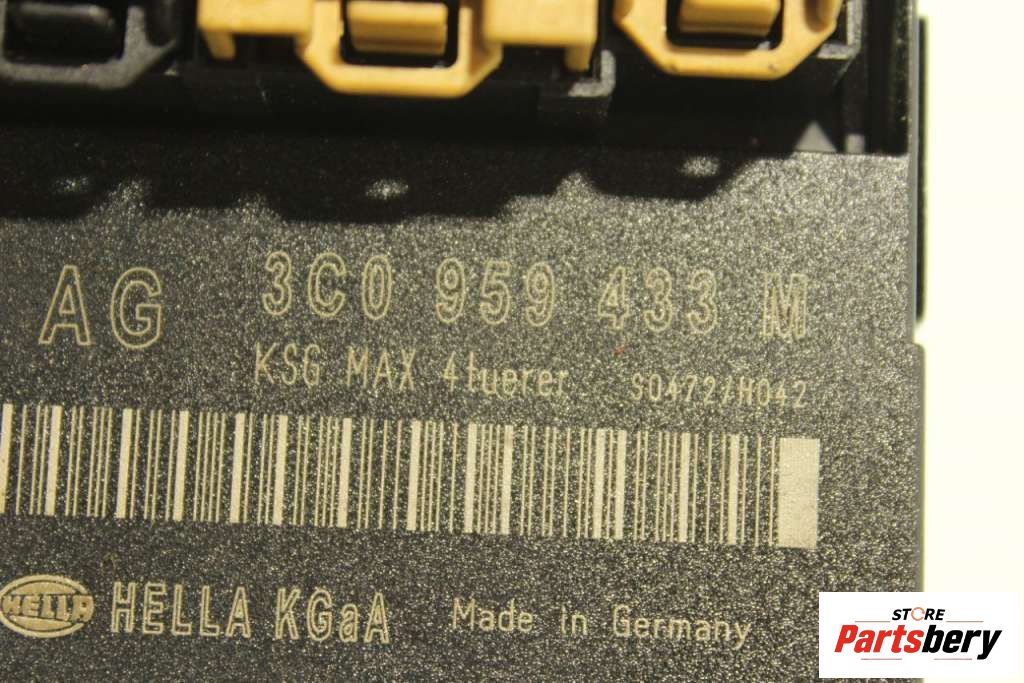 AG 3C0 959 433 M
KSG MAX 4tuerer S0472/H042
HELLA HELLA KGaA Made in Germany
STORE
Partsbery